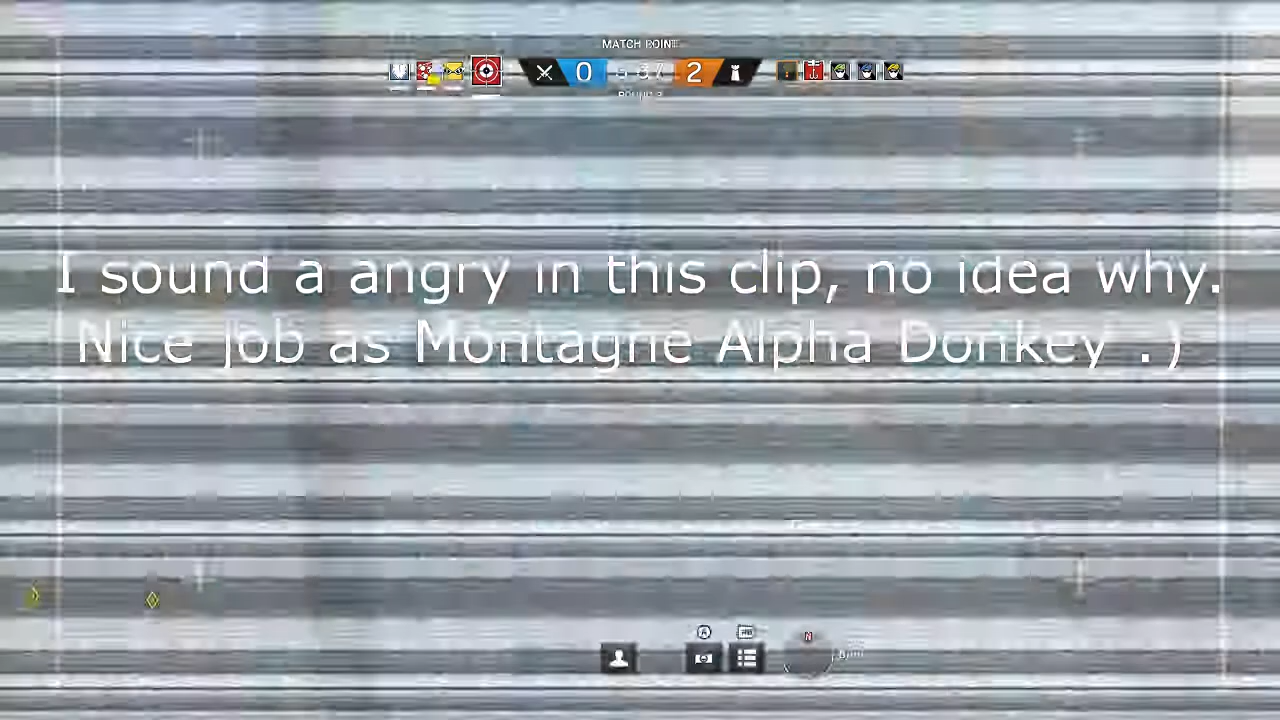 MATCH POINT
0 2
I sound a angry in this clip, no idea why.
Nice job as Montagne Alpha Donkey :)
A
N